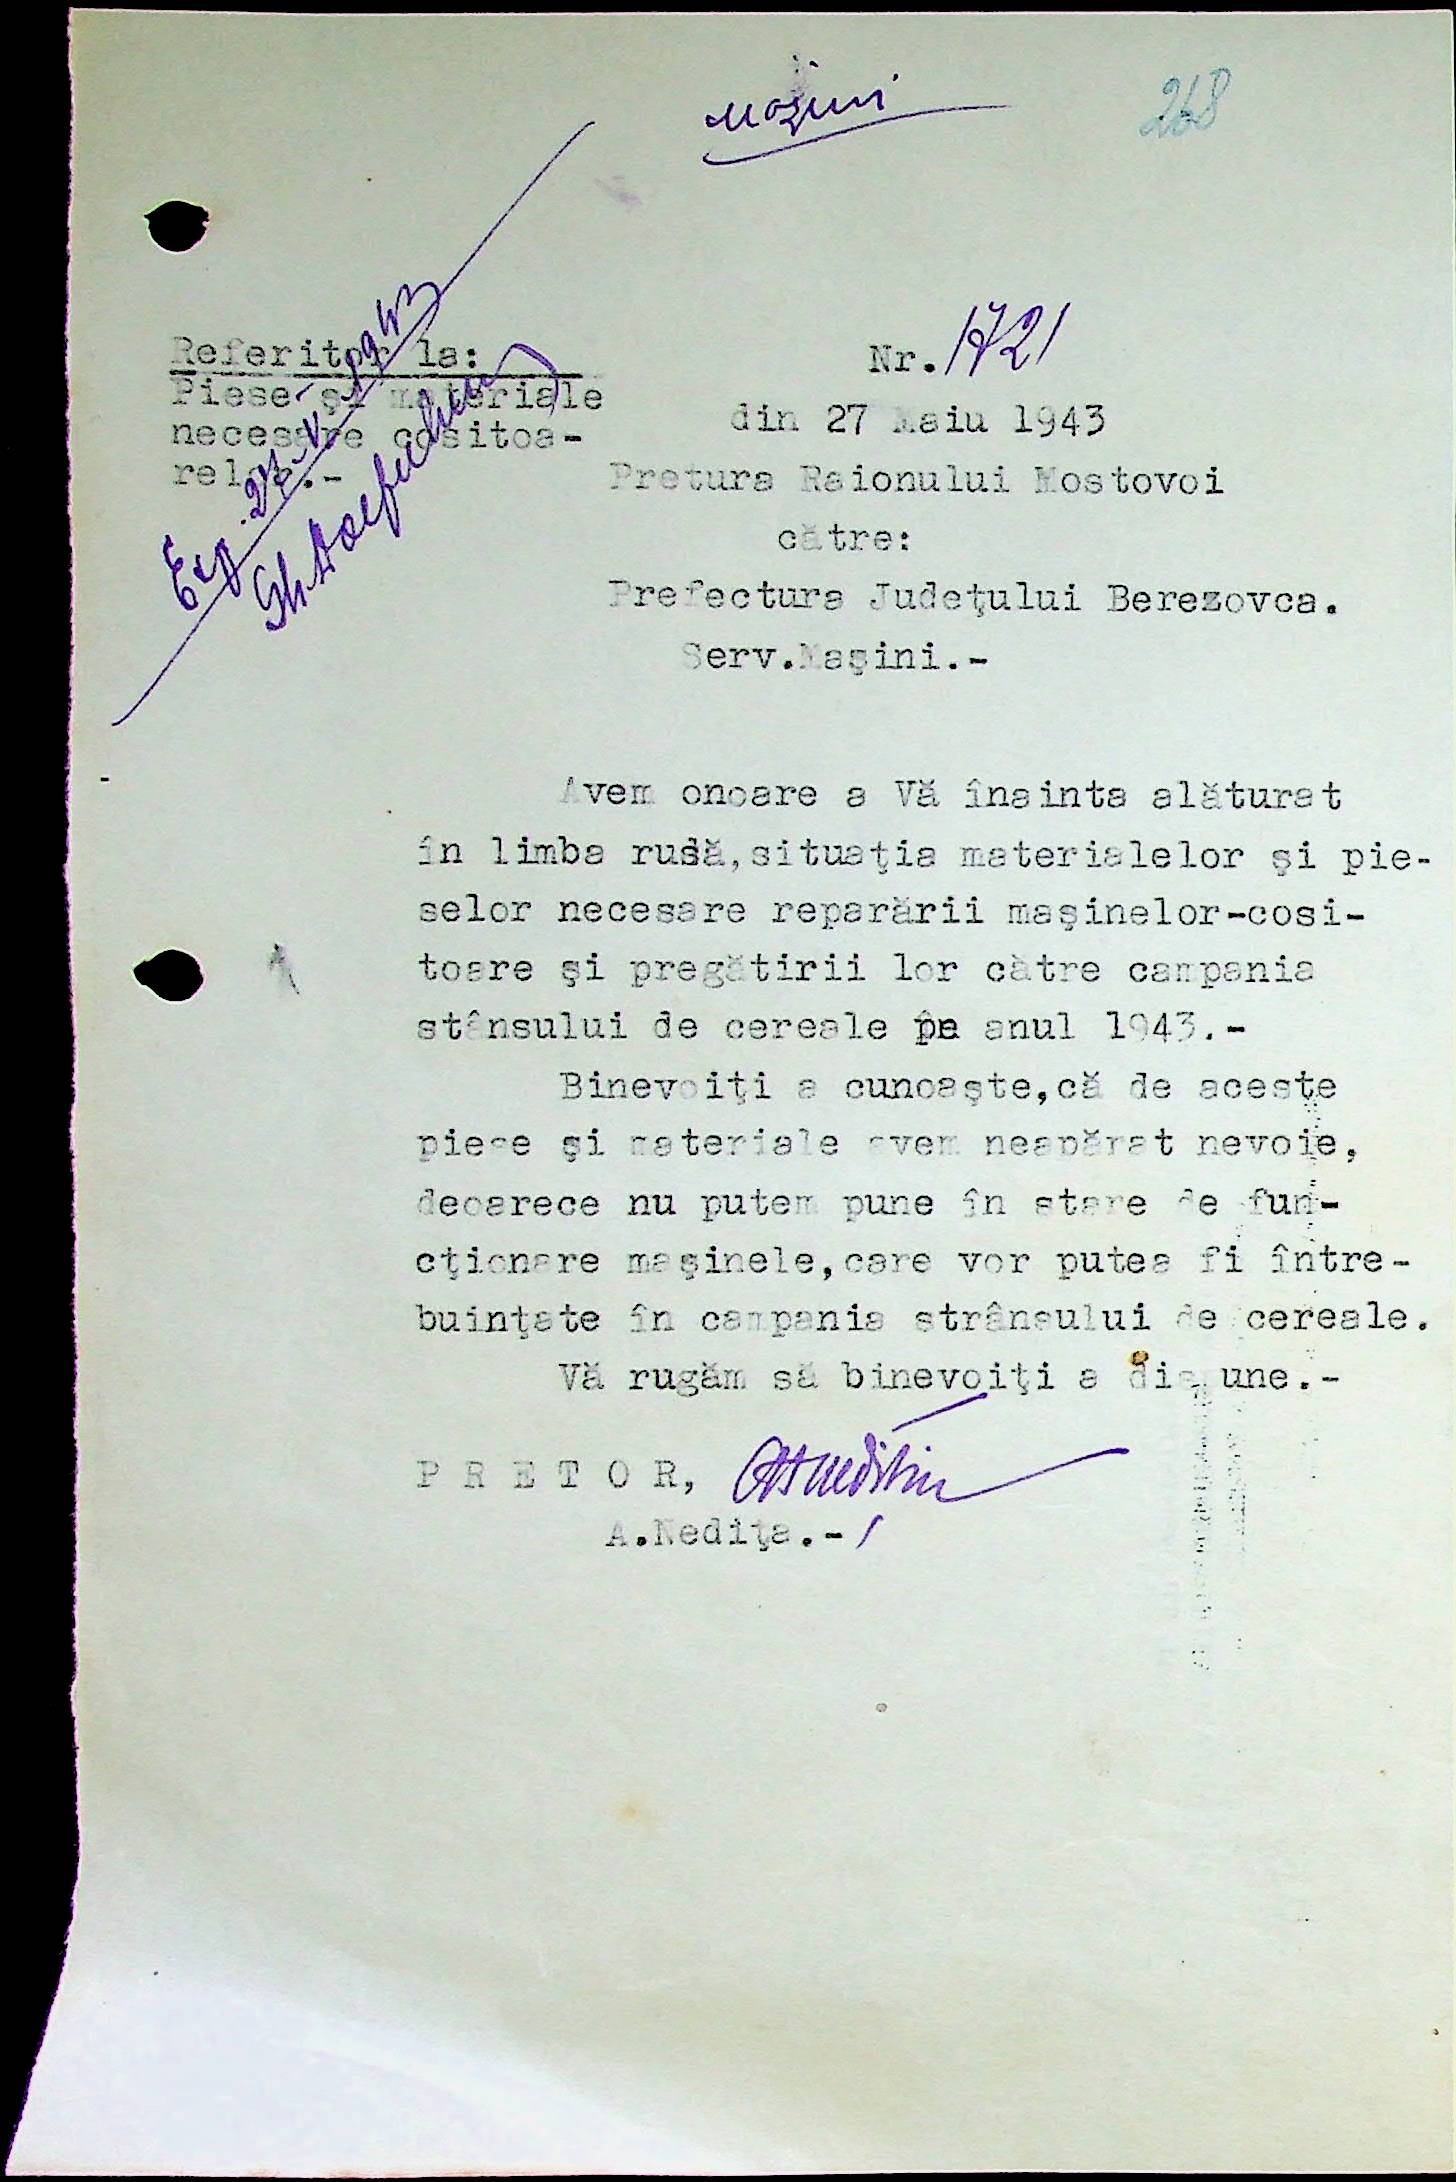 Mașini
268
Referitor la:
Piese și materiale
necesare cositoa-
relor.-
Exp. 27-V-1943
Nr. 1721
din 27 Maiu 1943
Pretura Raionului Mostovoi
către:
Prefectura Județului Berezovca.
Serv.Mașini.-
Avem onoare a Vă înainta alăturat
în limba rusă,situația materialelor și pie-
selor necesare reparării mașinelor-cosi-
toare și pregătirii lor către campania
stânsului de cereale pe anul 1943.-
Binevoiți a cunoaște,că de aceste
piese și materiale avem neapărat nevoie,
deoarece nu putem pune în stare de fun-
cționare mașinele,care vor putea fi între-
buințate în campania strânsului de cereale.
Vă rugăm să binevoiți a dispune.-
P R E T O R,
A.Nedița.-